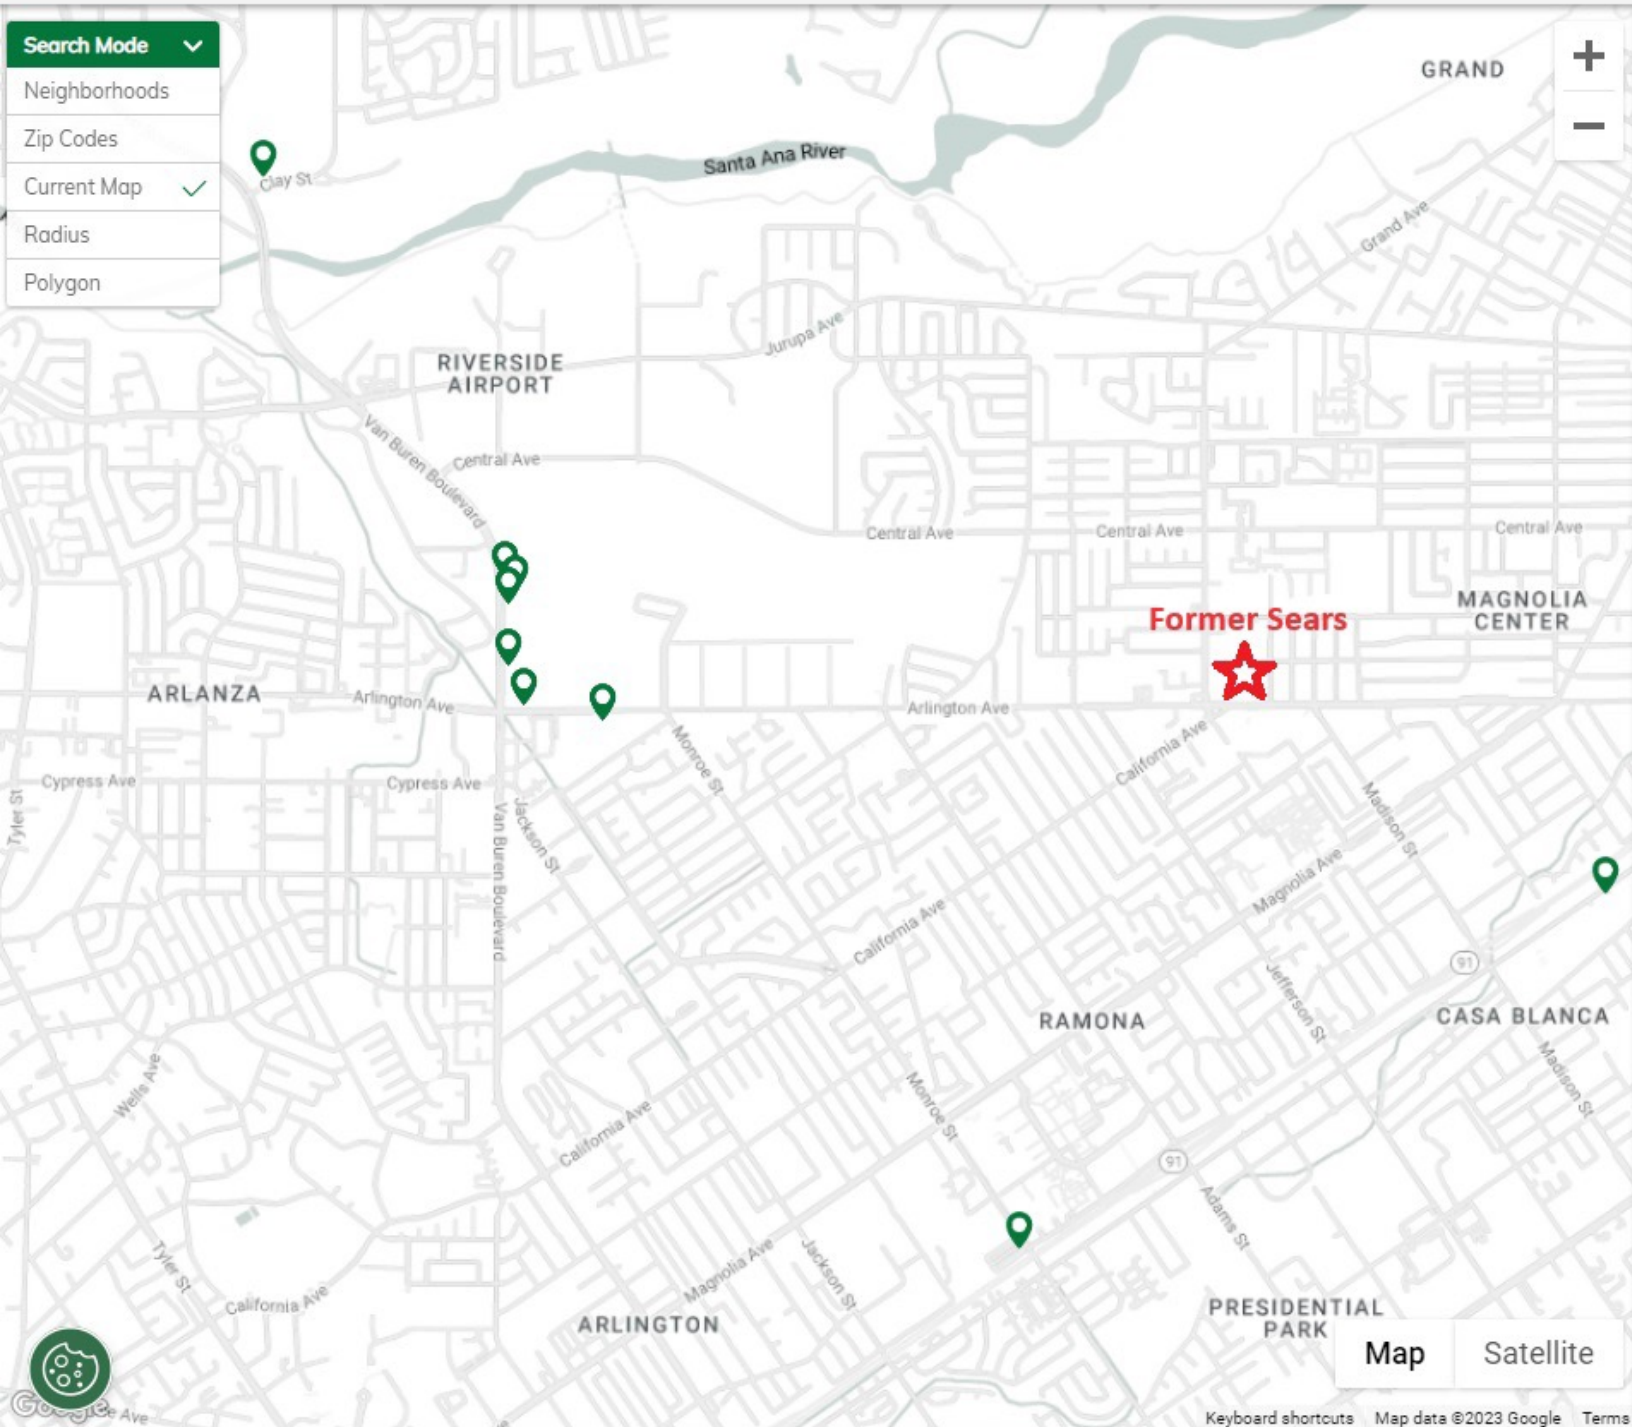 Search Mode
Neighborhoods
Zip Codes
Current Map
Radius
Polygon
+
−
GRAND
Clay St
Santa Ana River
Grand Ave
Jurupa Ave
RIVERSIDE
AIRPORT
Van Buren Boulevard
Central Ave
Central Ave
Central Ave
Central Ave
MAGNOLIA
CENTER
Former Sears
ARLANZA
Arlington Ave
Arlington Ave
Monroe St
California Ave
Cypress Ave
Cypress Ave
Tyler St
Van Buren Boulevard
Jackson St
Madison St
Magnolia Ave
California Ave
91
Jefferson St
RAMONA
CASA BLANCA
Madison St
Wells Ave
Monroe St
California Ave
91
Adams St
Tyler St
Magnolia Ave
Jackson St
California Ave
ARLINGTON
PRESIDENTIAL
PARK
Map
Satellite
Google
Ave
Keyboard shortcuts
Map data ©2023 Google
Terms